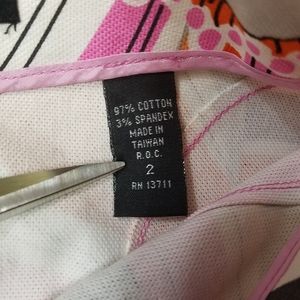 97% COTTON
3% SPANDEX
MADE IN
TAIWAN
R.O.C.
2
RN 13711